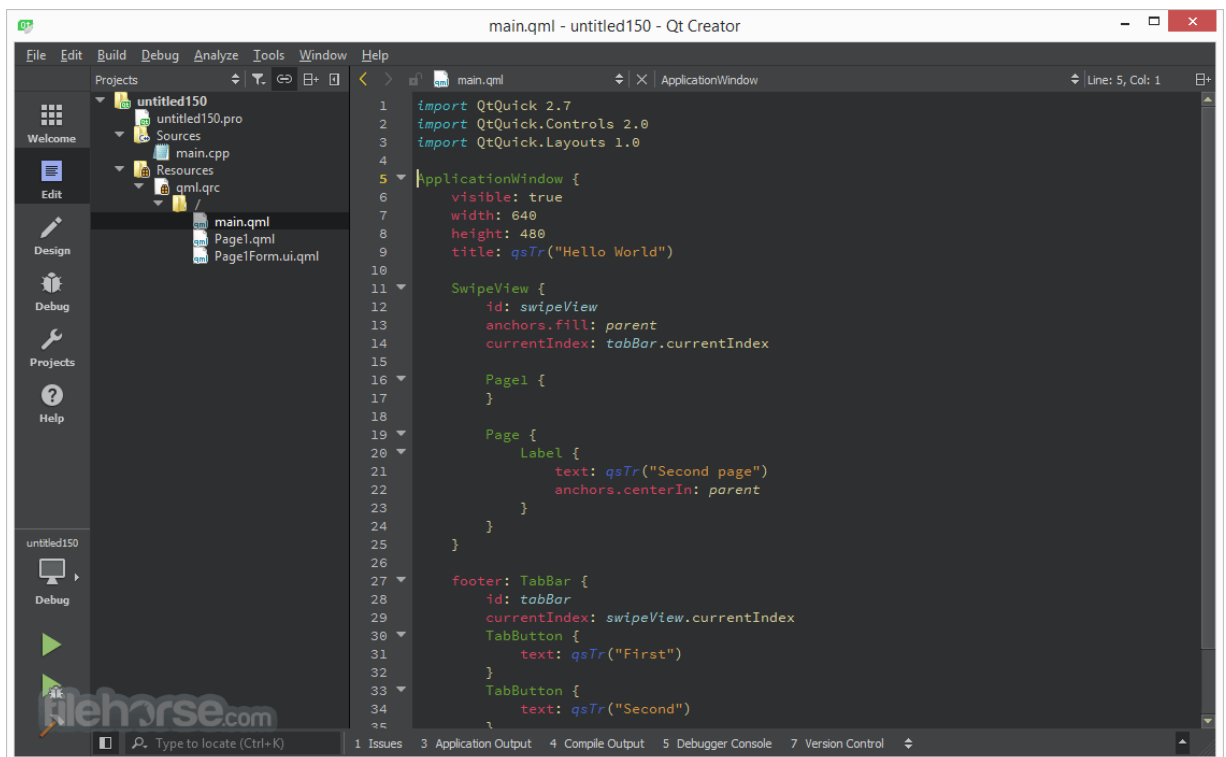 Qt
main.qml - untitled150 - Qt Creator
File Edit Build Debug Analyze Tools Window Help
Projects
main.qml
ApplicationWindow
Line: 5, Col: 1
Welcome
Edit
Design
Debug
Projects
Help
untitled150
untitled150.pro
Sources
main.cpp
Resources
qml.qrc
/
main.qml
Page1.qml
Page1Form.ui.qml
1 import QtQuick 2.7
2 import QtQuick.Controls 2.0
3 import QtQuick.Layouts 1.0
4
5 ApplicationWindow {
6 visible: true
7 width: 640
8 height: 480
9 title: qsTr("Hello World")
10
11 SwipeView {
12 id: swipeView
13 anchors.fill: parent
14 currentIndex: tabBar.currentIndex
15
16 Page1 {
17 }
18
19 Page {
20 Label {
21 text: qsTr("Second page")
22 anchors.centerIn: parent
23 }
24 }
25 }
26
27 footer: TabBar {
28 id: tabBar
29 currentIndex: swipeView.currentIndex
30 TabButton {
31 text: qsTr("First")
32 }
33 TabButton {
34 text: qsTr("Second")
35 }
untitled150
Debug
filehorse.com
Type to locate (Ctrl+K)
1 Issues 3 Application Output 4 Compile Output 5 Debugger Console 7 Version Control